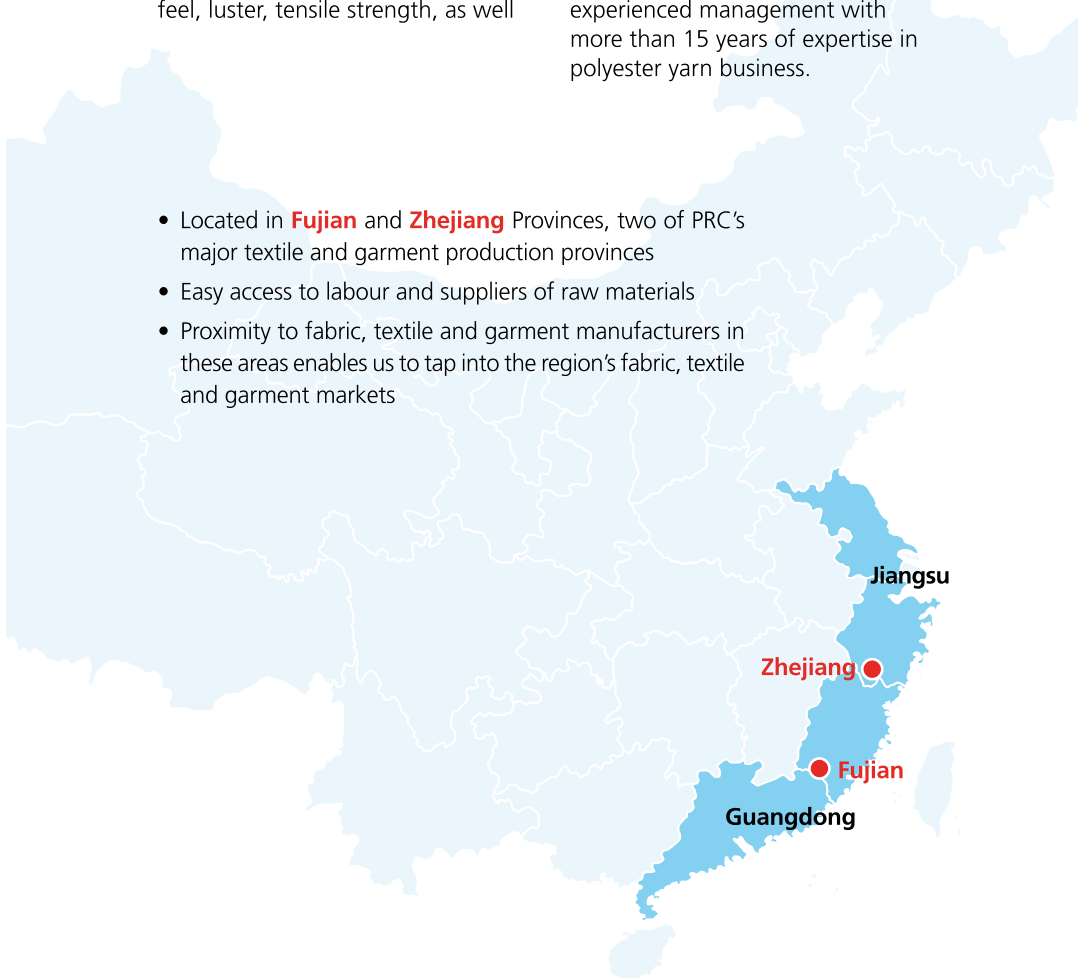 feel, luster, tensile strength, as well
experienced management with
more than 15 years of expertise in
polyester yarn business.
• Located in Fujian and Zhejiang Provinces, two of PRC’s
major textile and garment production provinces
• Easy access to labour and suppliers of raw materials
• Proximity to fabric, textile and garment manufacturers in
these areas enables us to tap into the region’s fabric, textile
and garment markets
Jiangsu
Zhejiang
Fujian
Guangdong